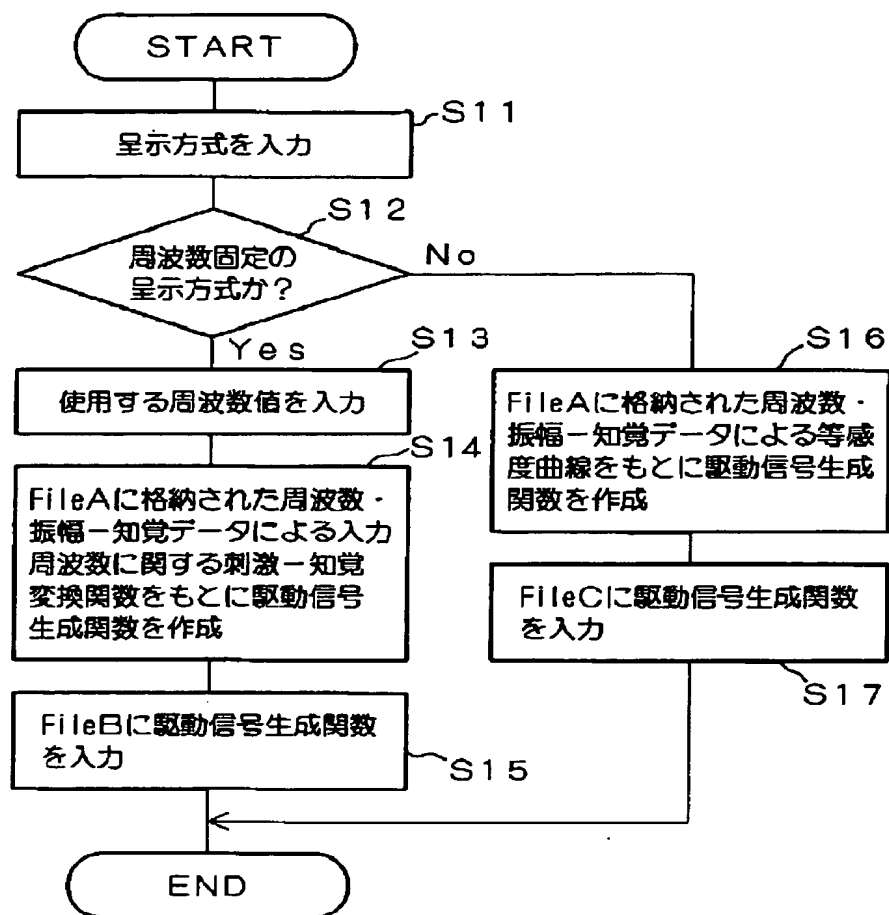 START
S11
呈示方式を入力
S12
周波数固定の
呈示方式か？
No
Yes
S13
使用する周波数値を入力
S14
FileAに格納された周波数・
振幅－知覚データによる入力
周波数に関する刺激－知覚
変換関数をもとに駆動信号
生成関数を作成
FileBに駆動信号生成関数
を入力
S15
S16
FileAに格納された周波数・
振幅－知覚データによる等感
度曲線をもとに駆動信号生成
関数を作成
FileCに駆動信号生成関数
を入力
S17
END